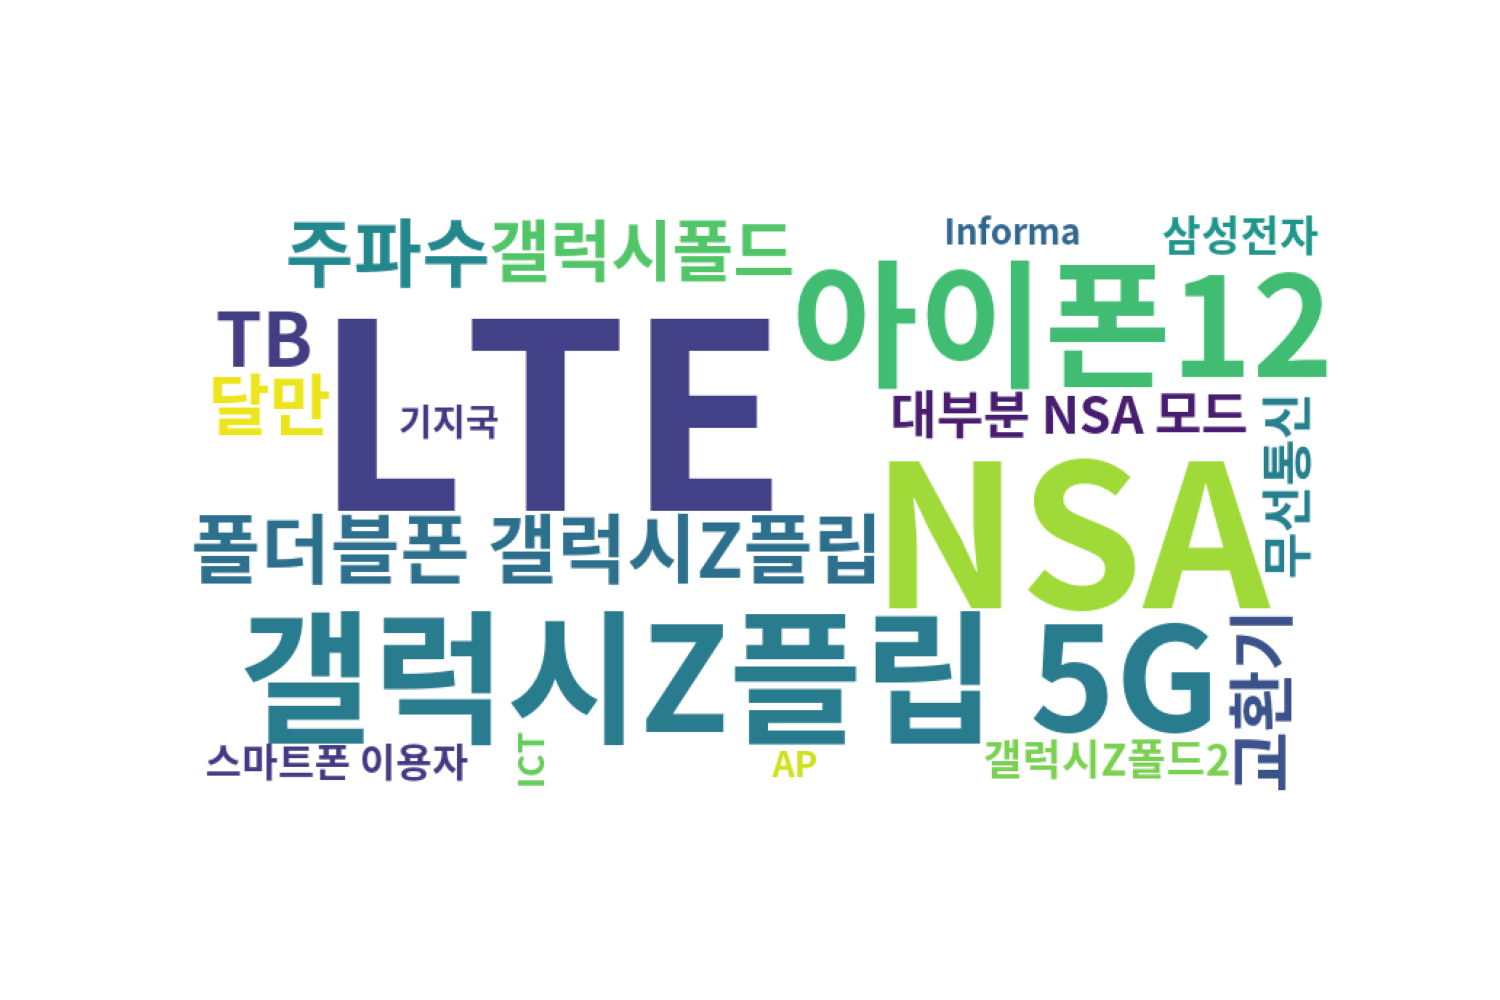 주파수
갤럭시폴드
Informa
삼성전자
아이폰12
TB
LTE
달만
기지국
대부분 NSA 모드
무선통신
NSA
폴더블폰 갤럭시Z플립
갤럭시Z플립 5G
교환기
스마트폰 이용자
ICT
AP
갤럭시Z폴드2